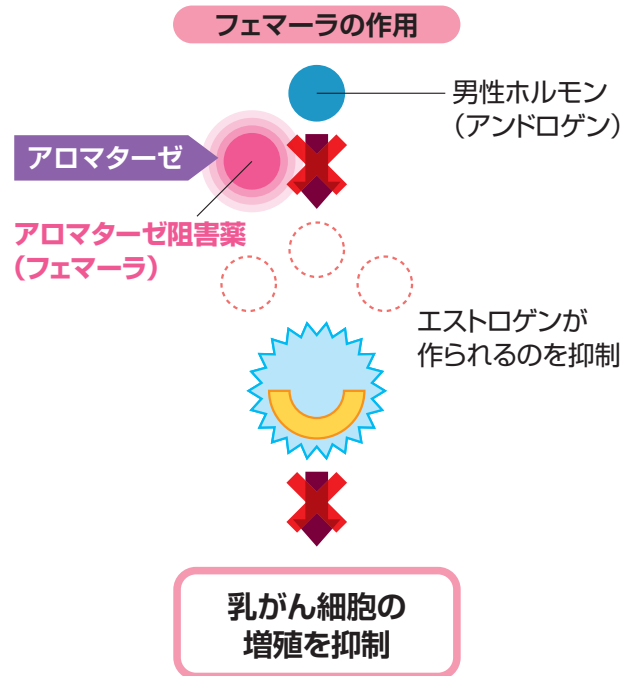 フェマーラの作用
男性ホルモン
（アンドロゲン）
アロマターゼ
アロマターゼ阻害薬
（フェマーラ）
エストロゲンが
作られるのを抑制
乳がん細胞の
増殖を抑制